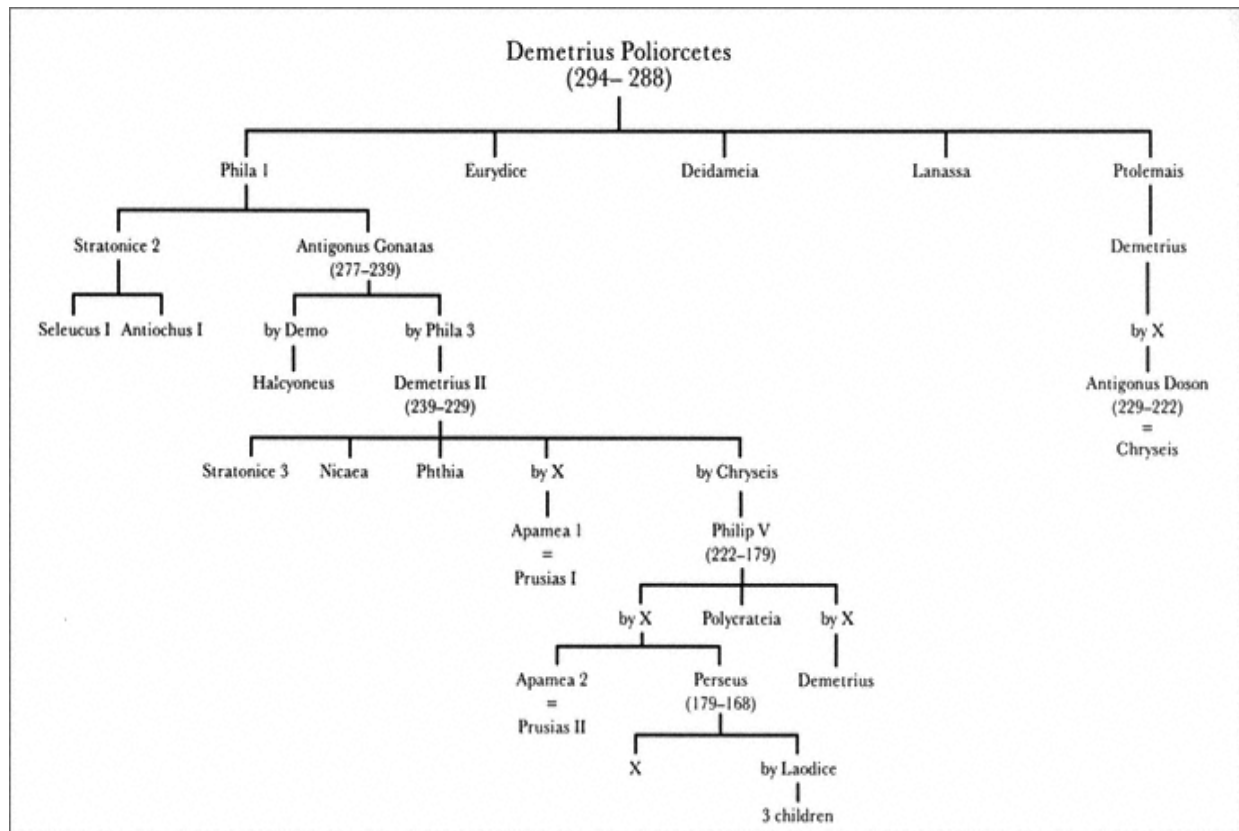 Demetrius Poliorcetes
(294– 288)
Phila 1 Eurydice Deidameia Lanassa Ptolemais
Stratonice 2 Antigonus Gonatas Demetrius
(277–239)
Seleucus I Antiochus I by Demo by Phila 3 by X
Halcyoneus Demetrius II Antigonus Doson
(239–229) (229–222)
=
Stratonice 3 Nicaea Phthia by X by Chryseis Chryseis
Apamea 1 Philip V
= (222–179)
Prusias I
by X Polycrateia by X
Apamea 2 Perseus Demetrius
= (179–168)
Prusias II
X by Laodice
3 children